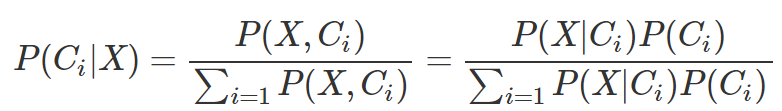 P(C_i|X) = \frac{P(X, C_i)}{\sum_{i=1} P(X, C_i)} = \frac{P(X|C_i)P(C_i)}{\sum_{i=1} P(X|C_i)P(C_i)}